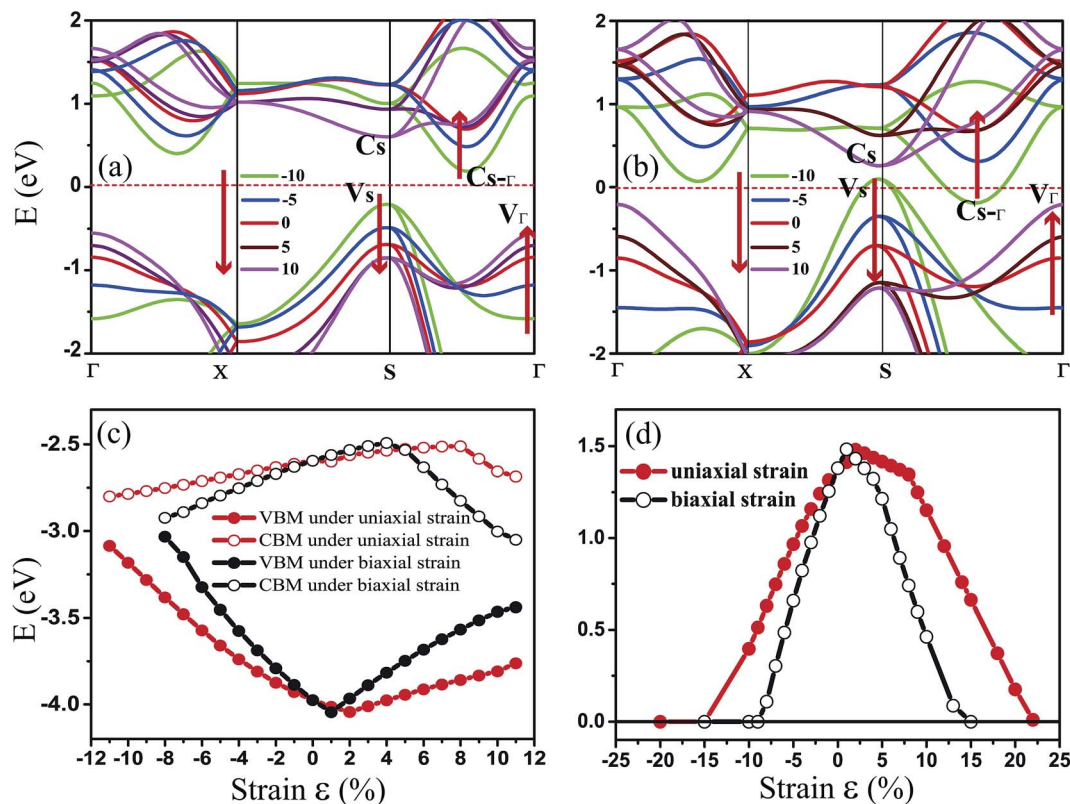 (a)
E (eV)
2
1
0
-1
-2
-10
-5
0
5
10
Cs
Vs
Cs-Γ
VΓ
Γ
X
S
Γ
(b)
2
1
0
-1
-2
-10
-5
0
5
10
Cs
Vs
Cs-Γ
VΓ
Γ
X
S
Γ
(c)
E (eV)
-2.5
-3.0
-3.5
-4.0
VBM under uniaxial strain
CBM under uniaxial strain
VBM under biaxial strain
CBM under biaxial strain
-12 -10 -8 -6 -4 -2 0 2 4 6 8 10 12
Strain ε (%)
(d)
1.5
1.0
0.5
0.0
uniaxial strain
biaxial strain
-25 -20 -15 -10 -5 0 5 10 15 20 25
Strain ε (%)